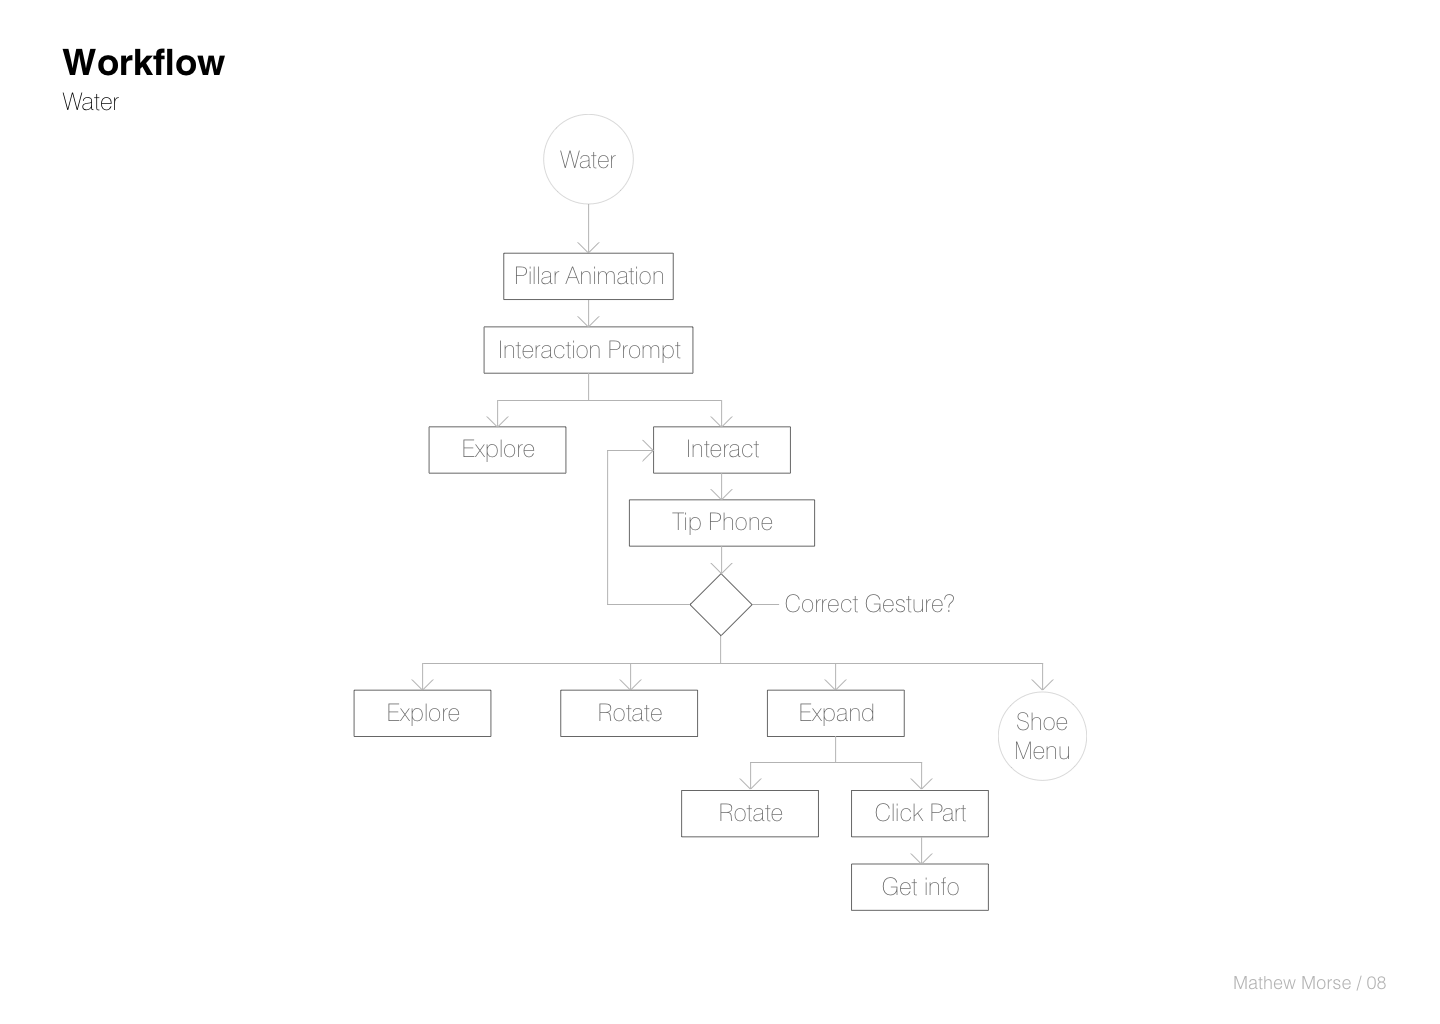 Workflow
Water
Water
Pillar Animation
Interaction Prompt
Explore
Interact
Tip Phone
Correct Gesture?
Explore
Rotate
Expand
Shoe
Menu
Rotate
Click Part
Get info
Mathew Morse / 08